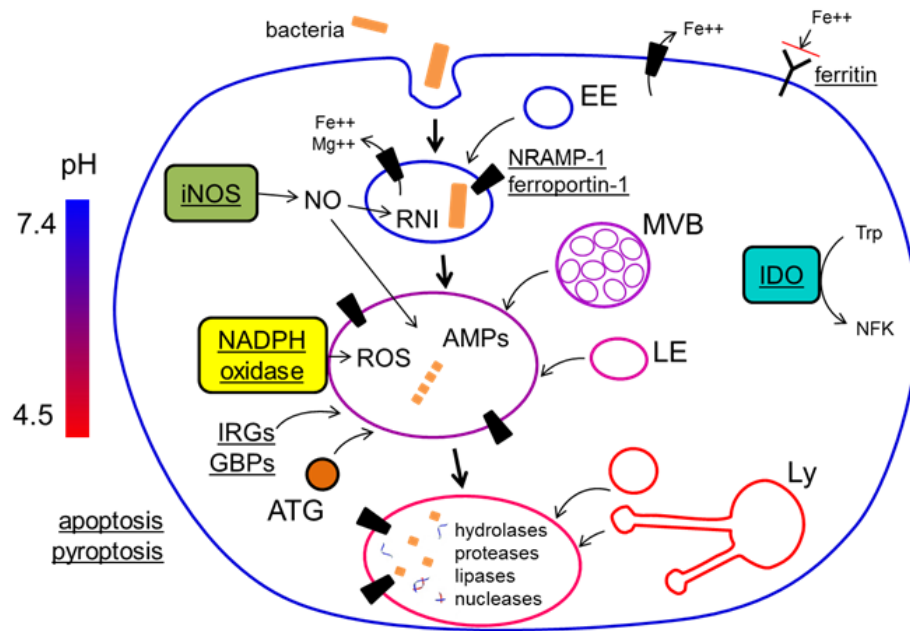 bacteria
Fe++
Fe++
ferritin
EE
Fe++
Mg++
NRAMP-1
ferroportin-1
pH
7.4
4.5
iNOS
NO
RNI
MVB
Trp
IDO
NFK
NADPH
oxidase
ROS
AMPs
LE
IRGs
GBPs
ATG
Ly
apoptosis
pyroptosis
hydrolases
proteases
lipases
nucleases